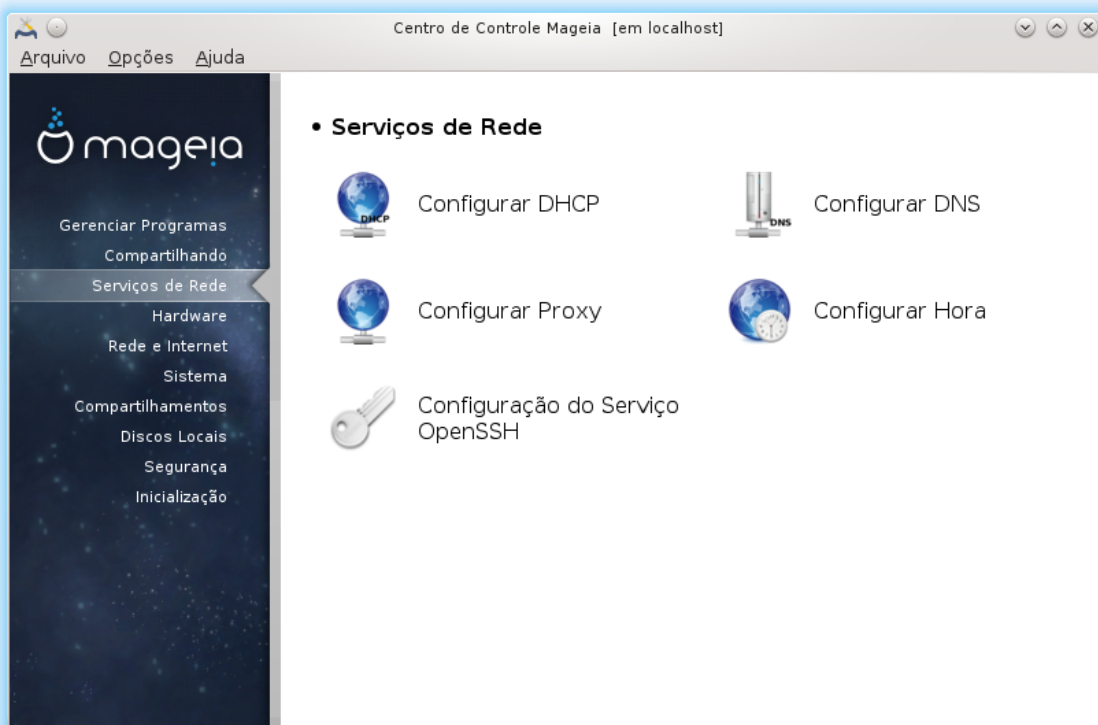 Centro de Controle Mageia [em localhost]
Arquivo Opções Ajuda
mageia
Gerenciar Programas
Compartilhando
Serviços de Rede
Hardware
Rede e Internet
Sistema
Compartilhamentos
Discos Locais
Segurança
Inicialização
• Serviços de Rede
DHCP
Configurar DHCP
DNS
Configurar DNS
Configurar Proxy
Configurar Hora
Configuração do Serviço
OpenSSH